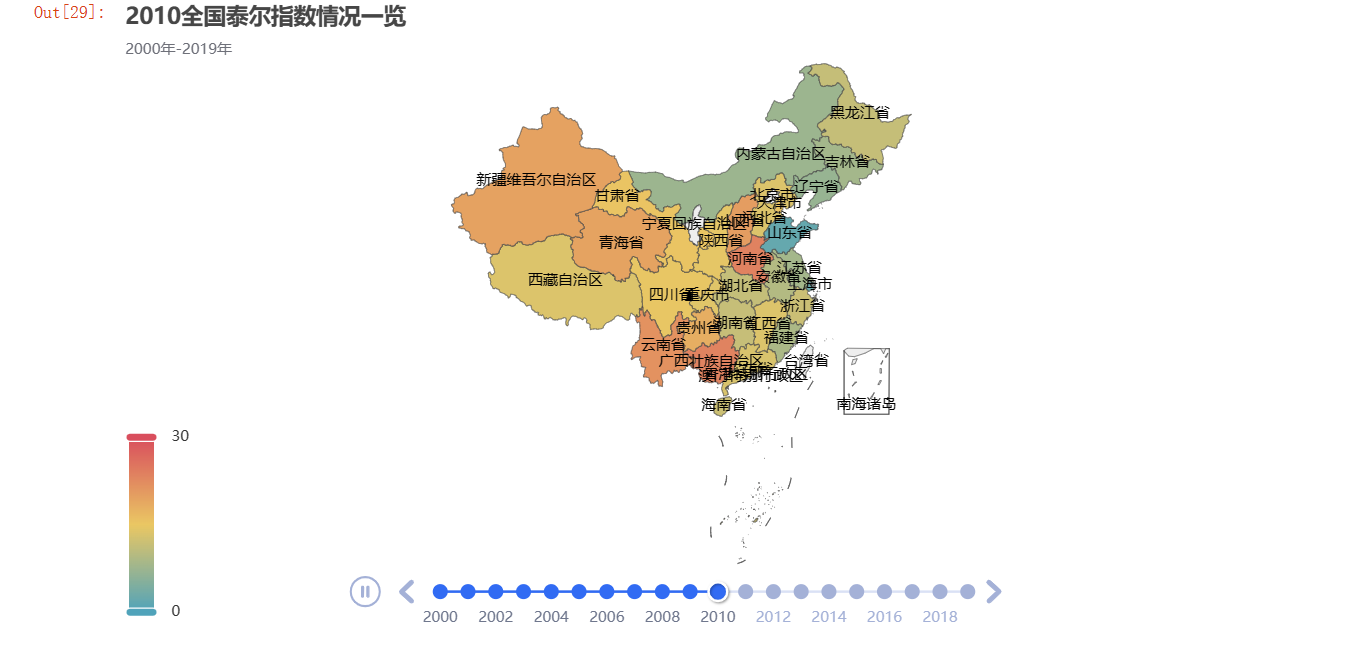 Out[29]:
2010全国泰尔指数情况一览
2000年-2019年
黑龙江省
内蒙古自治区
吉林省
新疆维吾尔自治区
甘肃省
辽宁省
北京市
天津市
河北省
宁夏回族自治区
山西省
青海省
陕西省
山东省
河南省
江苏省
西藏自治区
安徽省
上海市
湖北省
四川省
重庆市
浙江省
贵州省
湖南省
江西省
福建省
云南省
广西壮族自治区
台湾省
海南省
南海诸岛
30
0
2000 2002 2004 2006 2008 2010 2012 2014 2016 2018